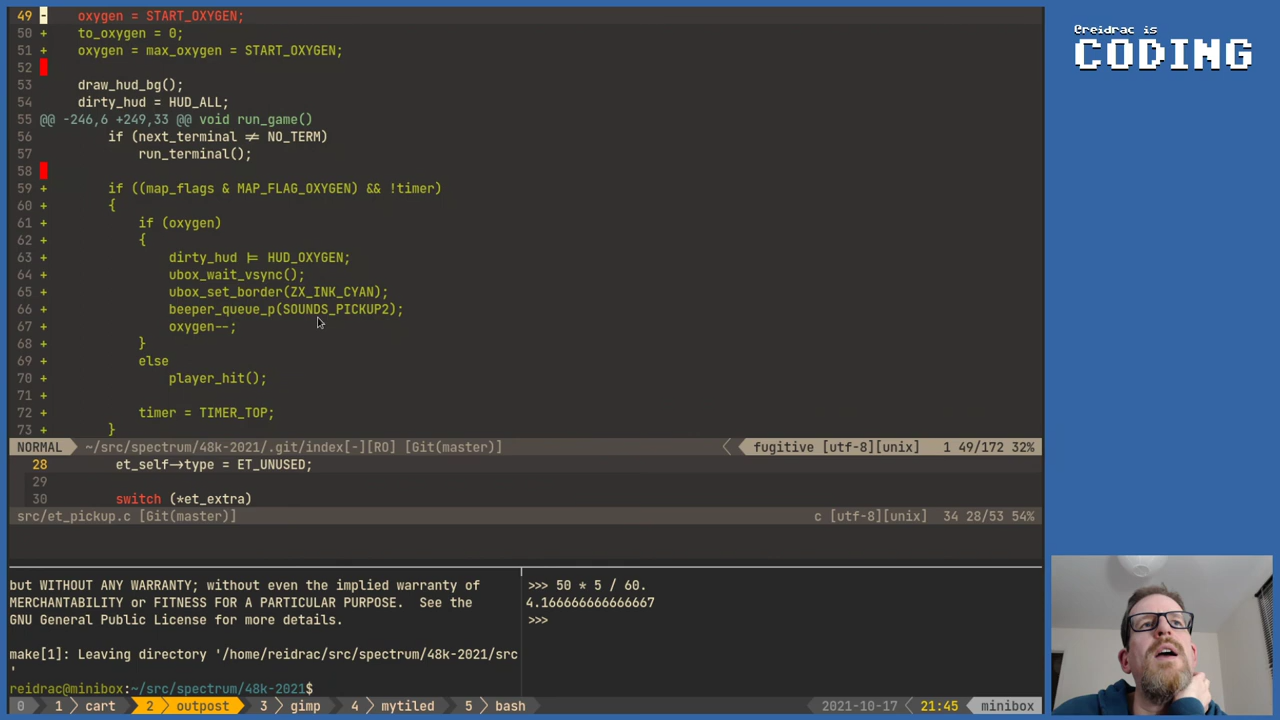 49 -    oxygen = START_OXYGEN;
50 +    to_oxygen = 0;
51 +    oxygen = max_oxygen = START_OXYGEN;
52
53      draw_hud_bg();
54      dirty_hud = HUD_ALL;
55 @@ -246,6 +249,33 @@ void run_game()
56          if (next_terminal ≠ NO_TERM)
57              run_terminal();
58
59 +        if ((map_flags & MAP_FLAG_OXYGEN) && !timer)
60 +        {
61 +            if (oxygen)
62 +            {
63 +                dirty_hud |= HUD_OXYGEN;
64 +                ubox_wait_vsync();
65 +                ubox_set_border(ZX_INK_CYAN);
66 +                beeper_queue_p(SOUNDS_PICKUP2);
67 +                oxygen--;
68 +            }
69 +            else
70 +                player_hit();
71 +
72 +            timer = TIMER_TOP;
73 +        }
NORMAL ~/src/spectrum/48k-2021/.git/index[-][RO] [Git(master)] fugitive [utf-8][unix] 1 49/172 32%
28         et_self→type = ET_UNUSED;
29
30         switch (*et_extra)
src/et_pickup.c [Git(master)] c [utf-8][unix] 34 28/53 54%
but WITHOUT ANY WARRANTY; without even the implied warranty of
MERCHANTABILITY or FITNESS FOR A PARTICULAR PURPOSE.  See the
GNU General Public License for more details.
make[1]: Leaving directory '/home/reidrac/src/spectrum/48k-2021/src
'
reidrac@minibox:~/src/spectrum/48k-2021$
>>> 50 * 5 / 60.
4.166666666666667
>>>
0 1 cart 2 outpost 3 gimp 4 mytiled 5 bash 2021-10-17 21:45 minibox
@reidrac is
CODING